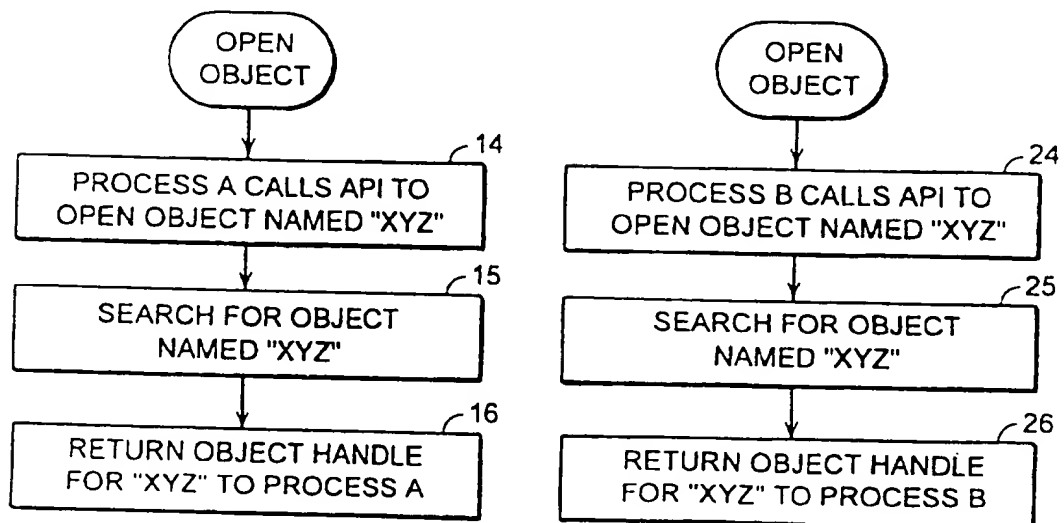 OPEN
OBJECT
14
PROCESS A CALLS API TO
OPEN OBJECT NAMED "XYZ"
15
SEARCH FOR OBJECT
NAMED "XYZ"
16
RETURN OBJECT HANDLE
FOR "XYZ" TO PROCESS A
OPEN
OBJECT
24
PROCESS B CALLS API TO
OPEN OBJECT NAMED "XYZ"
25
SEARCH FOR OBJECT
NAMED "XYZ"
26
RETURN OBJECT HANDLE
FOR "XYZ" TO PROCESS B